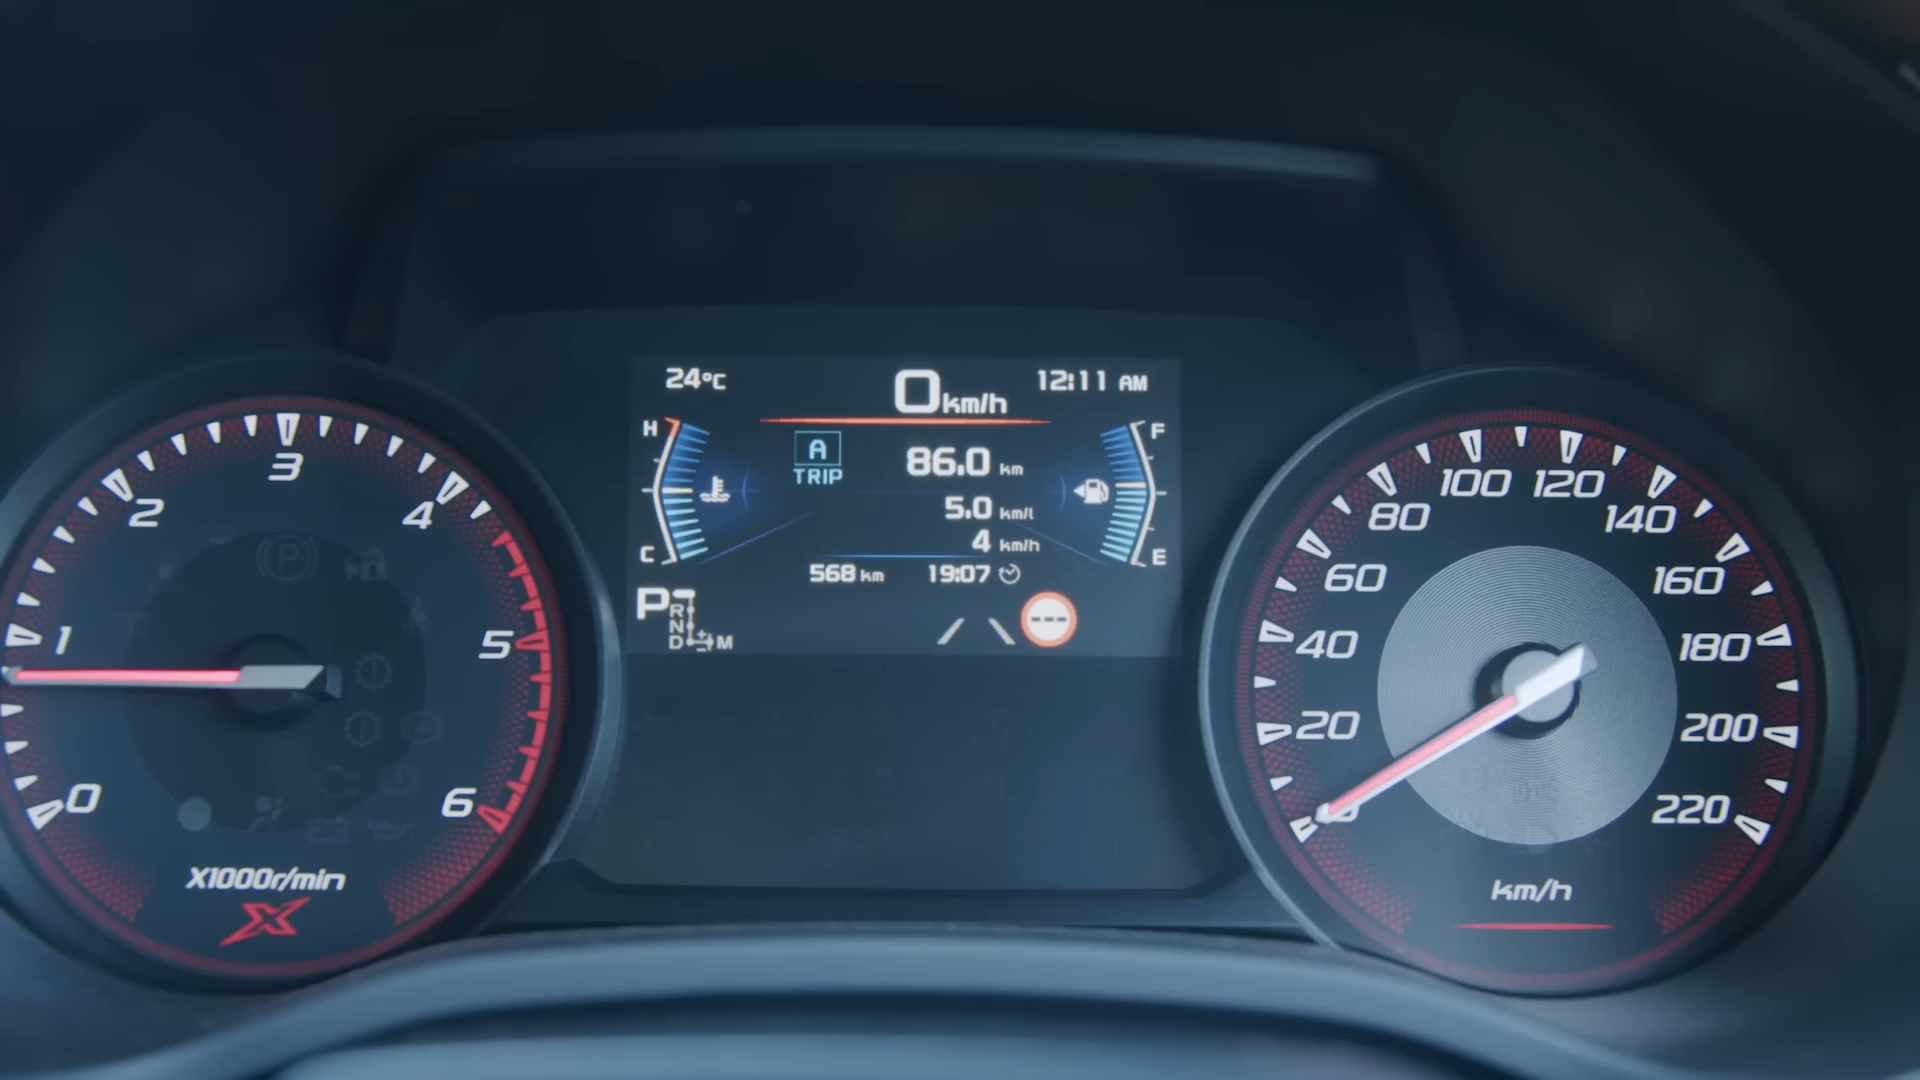 24°C
0km/h
12:11 AM
H
F
A
TRIP
86.0 km
5.0 km/l
4 km/h
C
E
568 km
19:07
P
R
N
D
+
-
M
---
0
1
2
3
4
5
6
X1000r/min
X
20
40
60
80
100
120
140
160
180
200
220
km/h